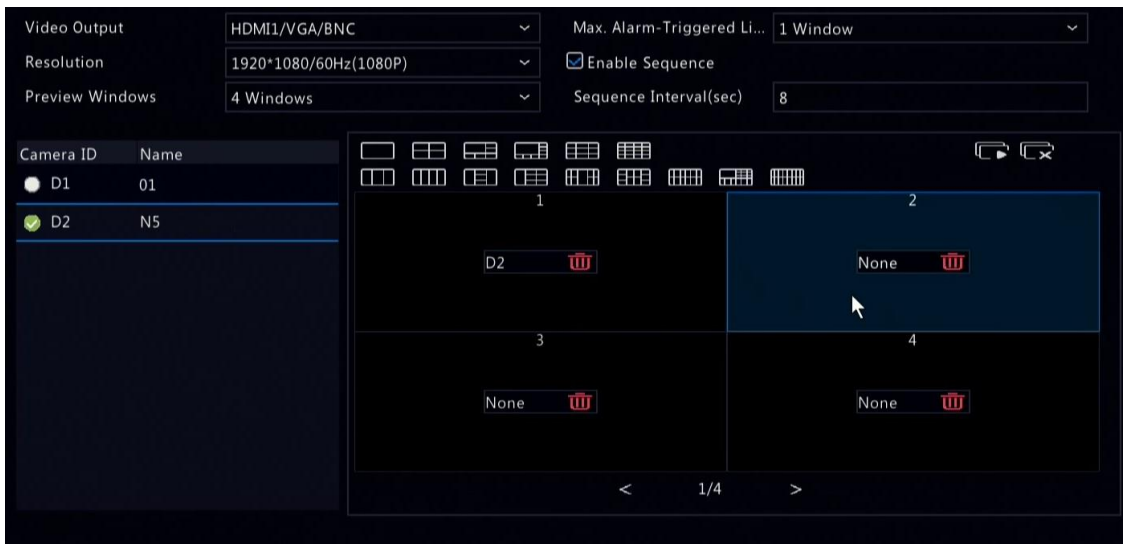 Video Output HDMI1/VGA/BNC Max. Alarm-Triggered Li... 1 Window
Resolution 1920*1080/60Hz(1080P) Enable Sequence
Preview Windows 4 Windows Sequence Interval(sec) 8
Camera ID Name
D1 01
D2 N5
1 2
D2 None
3 4
None None
< 1/4 >